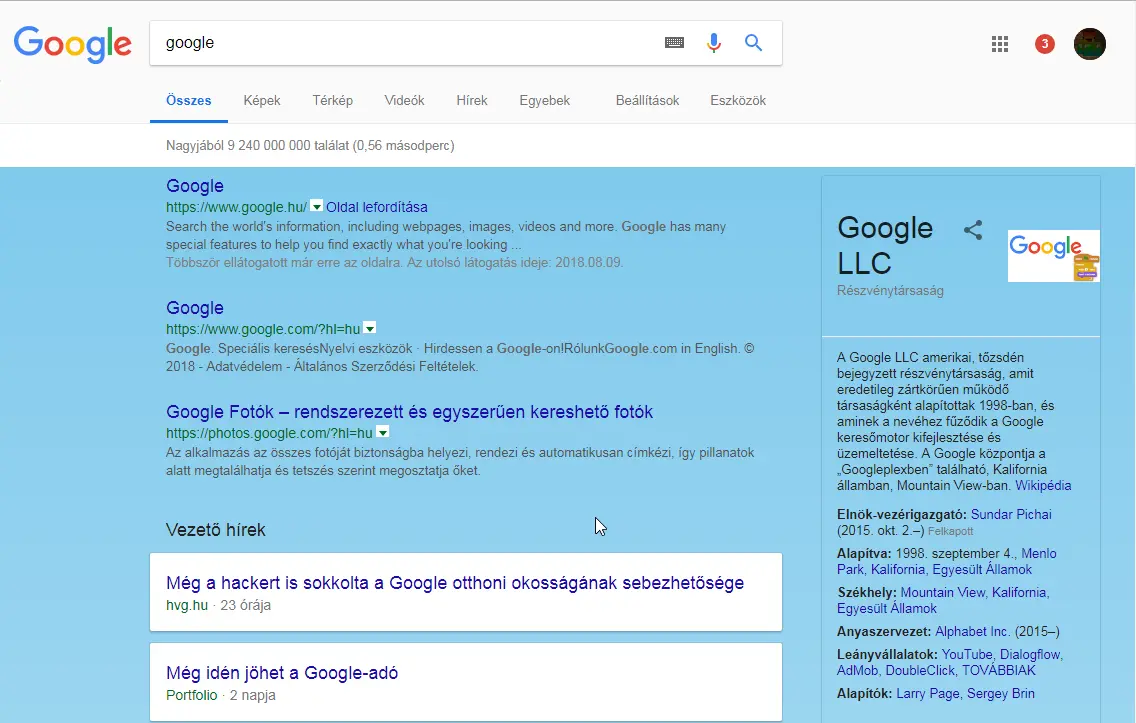 Google
google
3
Összes Képek Térkép Videók Hírek Egyebek Beállítások Eszközök
Nagyjából 9 240 000 000 találat (0,56 másodperc)
Google
https://www.google.hu/ Oldal lefordítása
Search the world's information, including webpages, images, videos and more. Google has many
special features to help you find exactly what you're looking ...
Többször ellátogatott már erre az oldalra. Az utolsó látogatás ideje: 2018.08.09.
Google
https://www.google.com/?hl=hu
Google. Speciális keresésNyelvi eszközök · Hirdessen a Google-on!RólunkGoogle.com in English. ©
2018 - Adatvédelem - Általános Szerződési Feltételek.
Google Fotók – rendszerezett és egyszerűen kereshető fotók
https://photos.google.com/?hl=hu
Az alkalmazás az összes fotóját biztonságba helyezi, rendezi és automatikusan címkézi, így pillanatok
alatt megtalálhatja és tetszés szerint megosztatja őket.
Vezető hírek
Még a hackert is sokkolta a Google otthoni okosságának sebezhetősége
hvg.hu · 23 órája
Még idén jöhet a Google-adó
Portfolio · 2 napja
Google
LLC
Részvénytársaság
Google
A Google LLC amerikai, tőzsdén
bejegyzett részvénytársaság, amit
eredetileg zártkörűen működő
társaságként alapítottak 1998-ban, és
aminek a nevéhez fűződik a Google
keresőmotor kifejlesztése és
üzemeltetése. A Google központja a
„Googleplexben” található, Kalifornia
államban, Mountain View-ban. Wikipédia
Elnök-vezérigazgató: Sundar Pichai
(2015. okt. 2.–) Felkapott
Alapítva: 1998. szeptember 4., Menlo
Park, Kalifornia, Egyesült Államok
Székhely: Mountain View, Kalifornia,
Egyesült Államok
Anyaszervezet: Alphabet Inc. (2015–)
Leányvállalatok: YouTube, Dialogflow,
AdMob, DoubleClick, TOVÁBBIAK
Alapítók: Larry Page, Sergey Brin